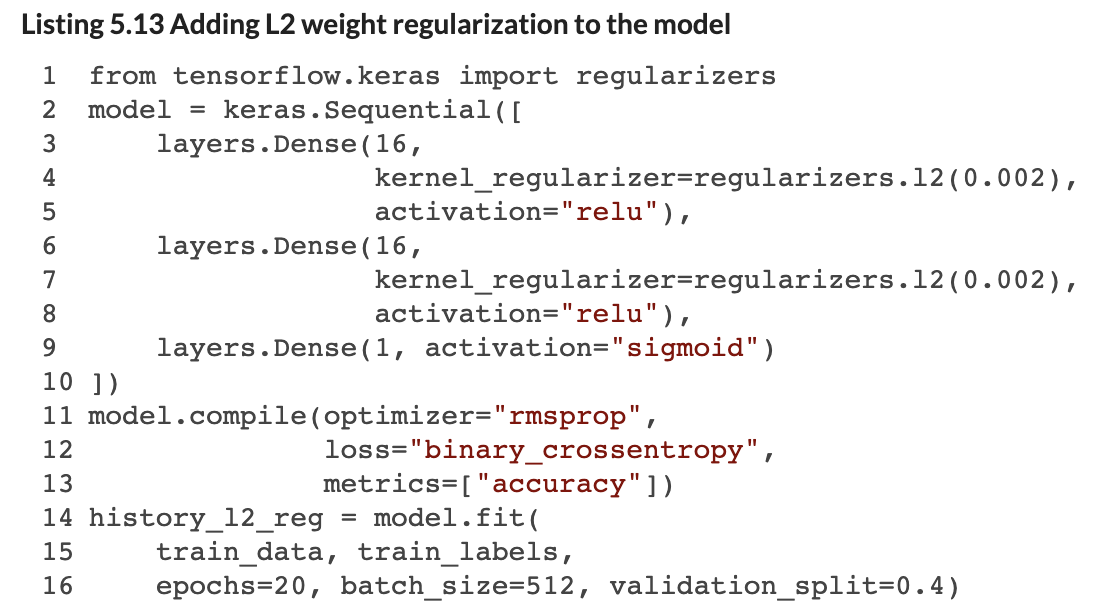 Listing 5.13 Adding L2 weight regularization to the model
1 from tensorflow.keras import regularizers
2 model = keras.Sequential([
3     layers.Dense(16,
4                  kernel_regularizer=regularizers.l2(0.002),
5                  activation="relu"),
6     layers.Dense(16,
7                  kernel_regularizer=regularizers.l2(0.002),
8                  activation="relu"),
9     layers.Dense(1, activation="sigmoid")
10 ])
11 model.compile(optimizer="rmsprop",
12               loss="binary_crossentropy",
13               metrics=["accuracy"])
14 history_l2_reg = model.fit(
15     train_data, train_labels,
16     epochs=20, batch_size=512, validation_split=0.4)